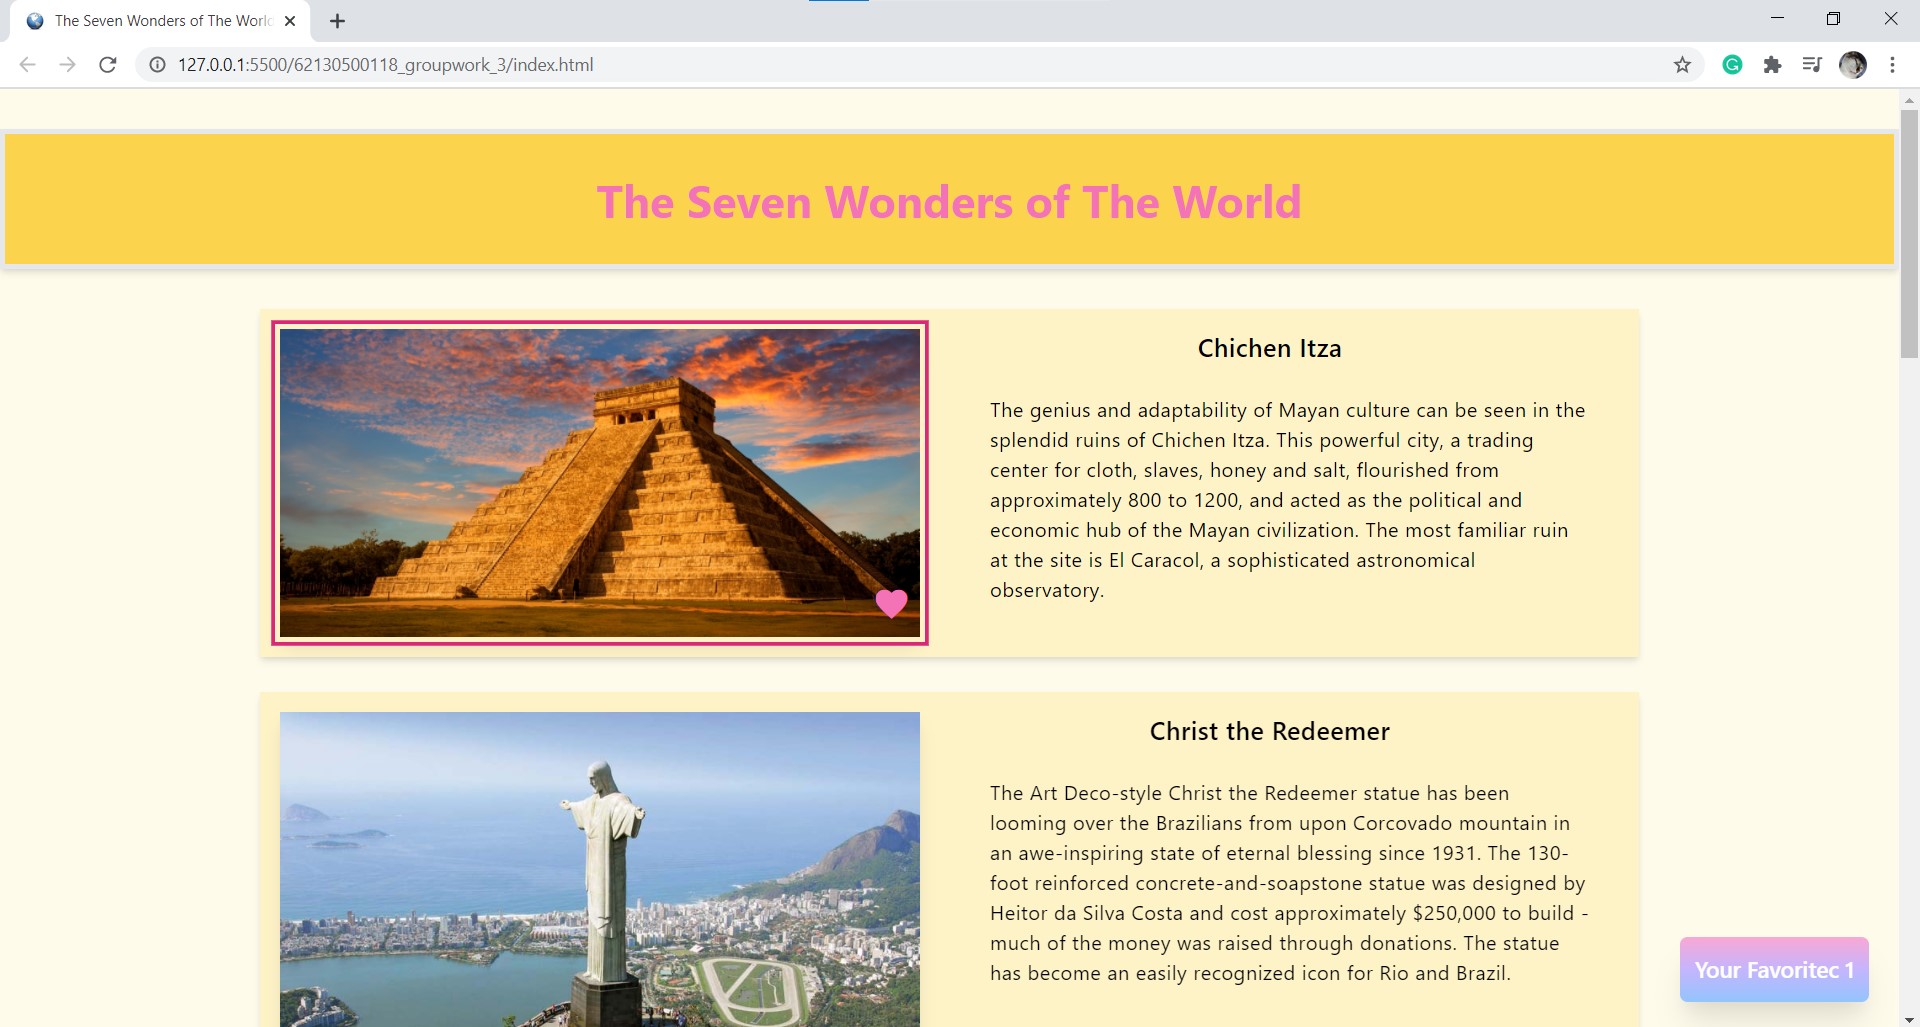 The Seven Wonders of The World
127.0.0.1:5500/62130500118_groupwork_3/index.html
The Seven Wonders of The World
Chichen Itza
The genius and adaptability of Mayan culture can be seen in the
splendid ruins of Chichen Itza. This powerful city, a trading
center for cloth, slaves, honey and salt, flourished from
approximately 800 to 1200, and acted as the political and
economic hub of the Mayan civilization. The most familiar ruin
at the site is El Caracol, a sophisticated astronomical
observatory.
Christ the Redeemer
The Art Deco-style Christ the Redeemer statue has been
looming over the Brazilians from upon Corcovado mountain in
an awe-inspiring state of eternal blessing since 1931. The 130-
foot reinforced concrete-and-soapstone statue was designed by
Heitor da Silva Costa and cost approximately $250,000 to build -
much of the money was raised through donations. The statue
has become an easily recognized icon for Rio and Brazil.
Your Favoritec 1